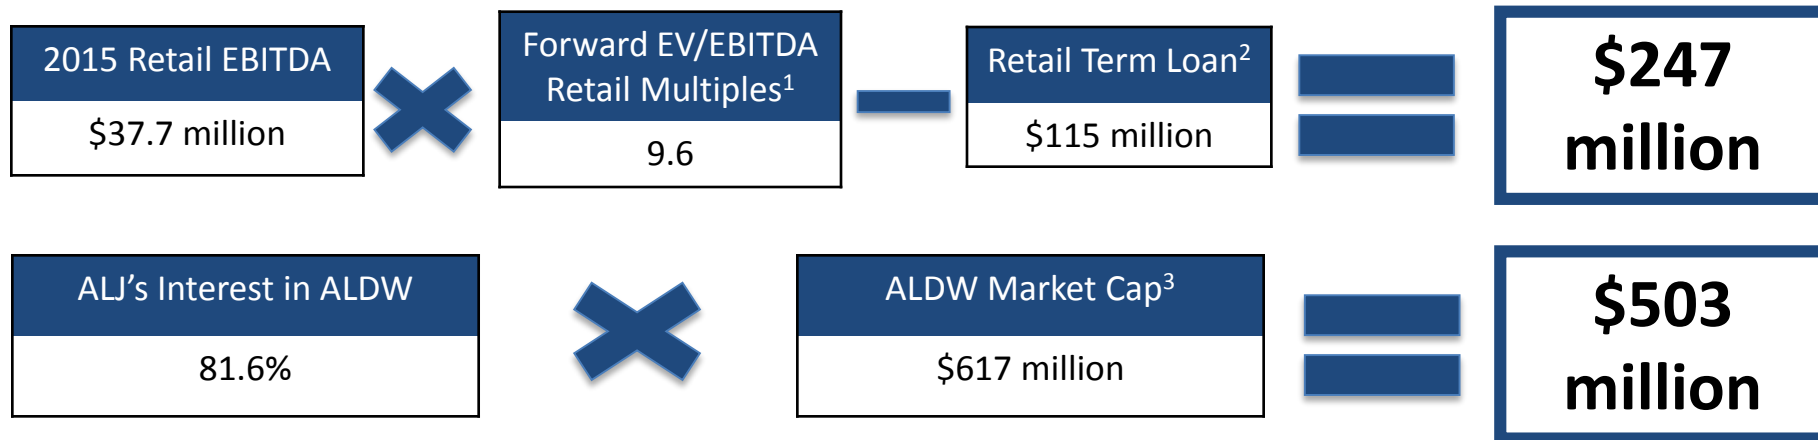 2015 Retail EBITDA
$37.7 million
Forward EV/EBITDA
Retail Multiples¹
9.6
Retail Term Loan²
$115 million
$247
million
ALJ’s Interest in ALDW
81.6%
ALDW Market Cap³
$617 million
$503
million